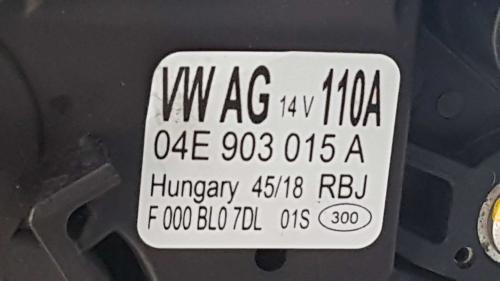 VW AG 14 V 110A
04E 903 015 A
Hungary 45/18 RBJ
F 000 BL0 7DL 01S 300